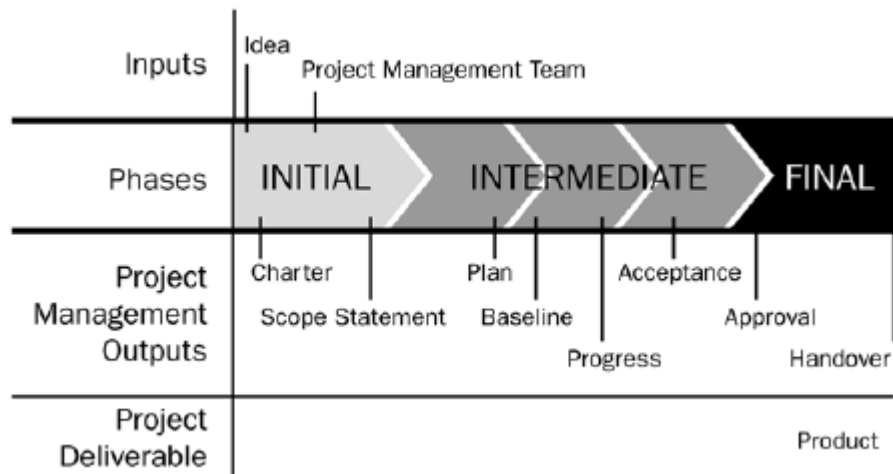 Idea
Inputs
Project Management Team
Phases
INITIAL
INTERMEDIATE
FINAL
Project
Management
Outputs
Charter
Plan
Acceptance
Scope Statement
Baseline
Approval
Progress
Handover
Project
Deliverable
Product